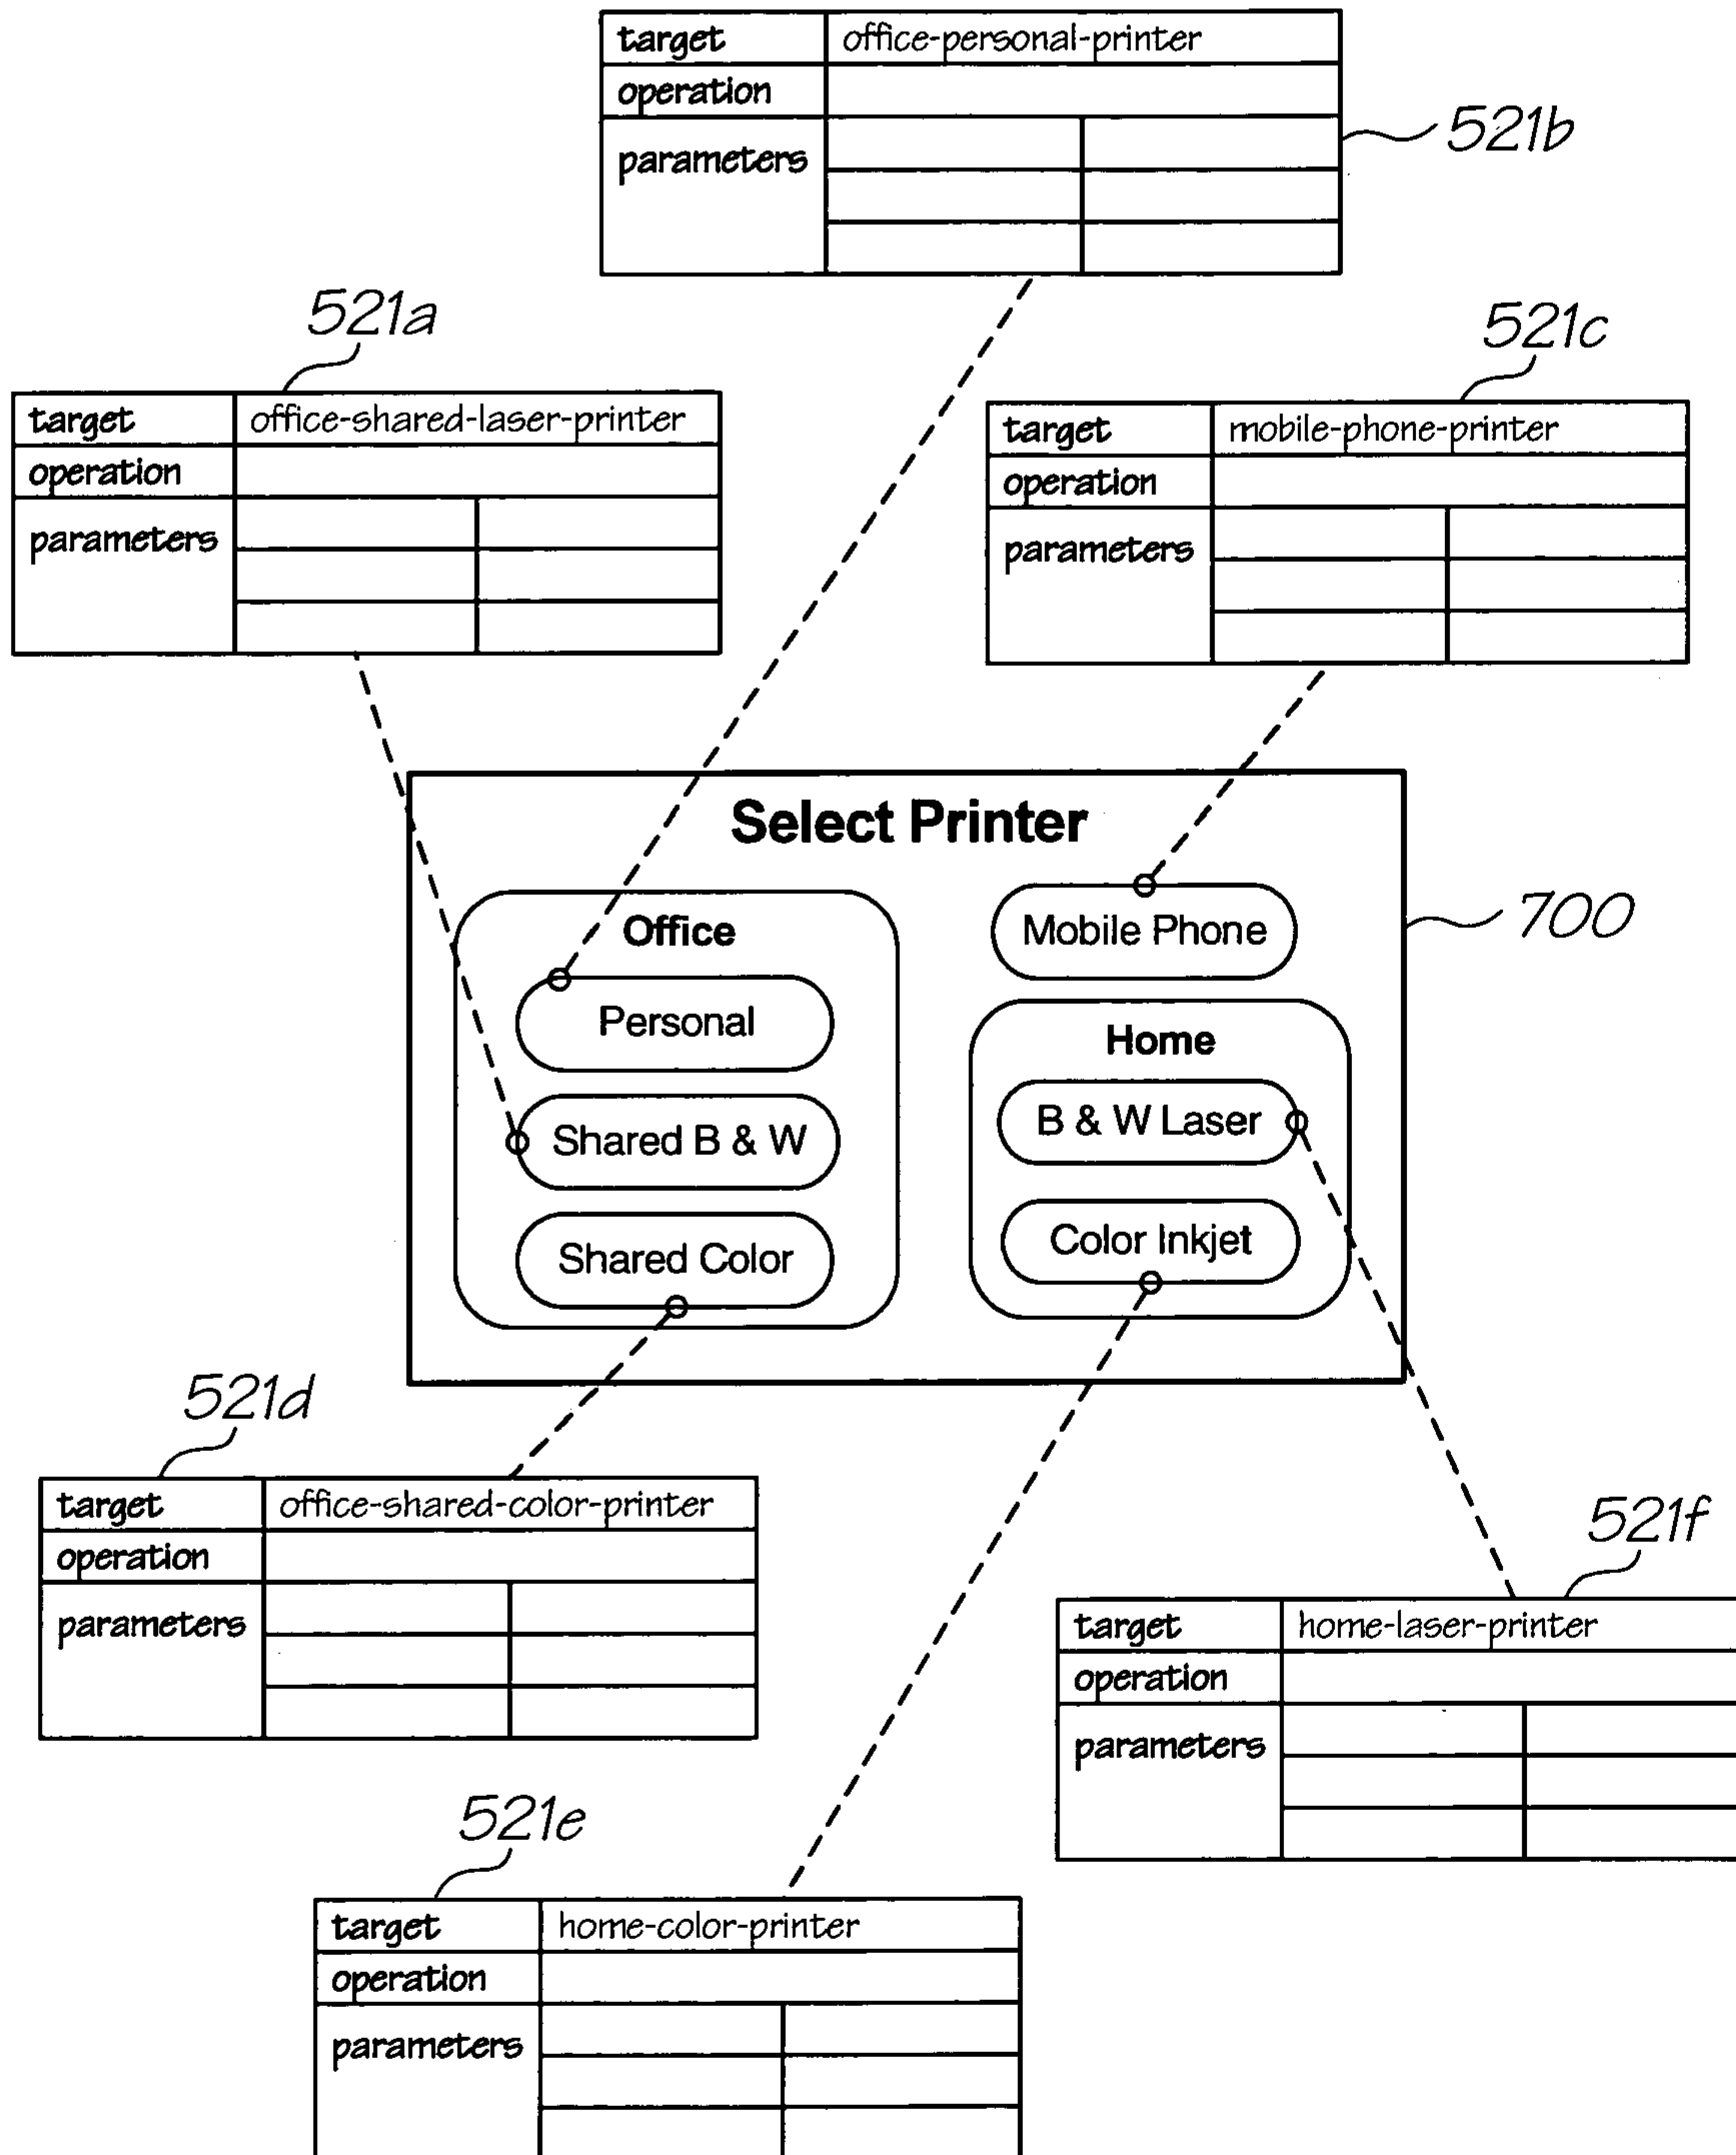 target office-personal-printer
operation
parameters
521b
521a
target office-shared-laser-printer
operation
parameters
521c
target mobile-phone-printer
operation
parameters
Select Printer
700
Office
Personal
Shared B & W
Shared Color
Mobile Phone
Home
B & W Laser
Color Inkjet
521d
target office-shared-color-printer
operation
parameters
521f
target home-laser-printer
operation
parameters
521e
target home-color-printer
operation
parameters